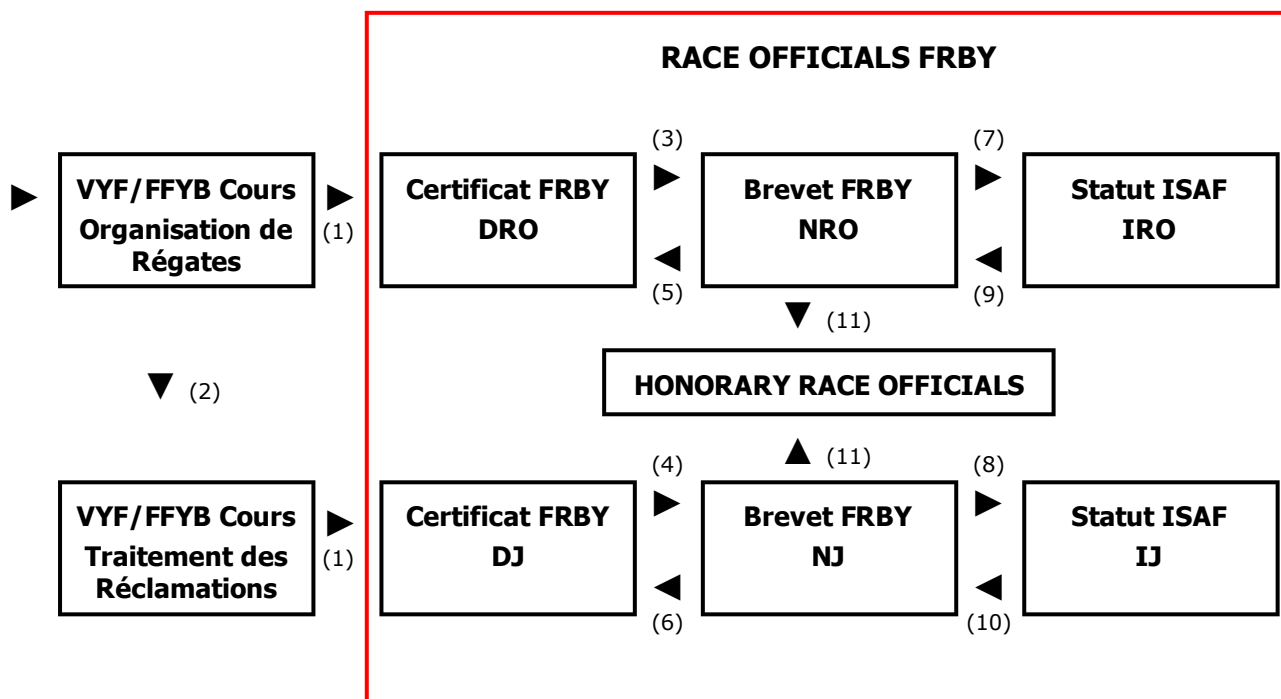 RACE OFFICIALS FRBY
(3)
(7)
VYF/FFYB Cours
Organisation de
Régates
(1)
Certificat FRBY
DRO
Brevet FRBY
NRO
Statut ISAF
IRO
(5)
(9)
(11)
(2)
HONORARY RACE OFFICIALS
(11)
(4)
(8)
VYF/FFYB Cours
Traitement des
Réclamations
(1)
Certificat FRBY
DJ
Brevet FRBY
NJ
Statut ISAF
IJ
(6)
(10)